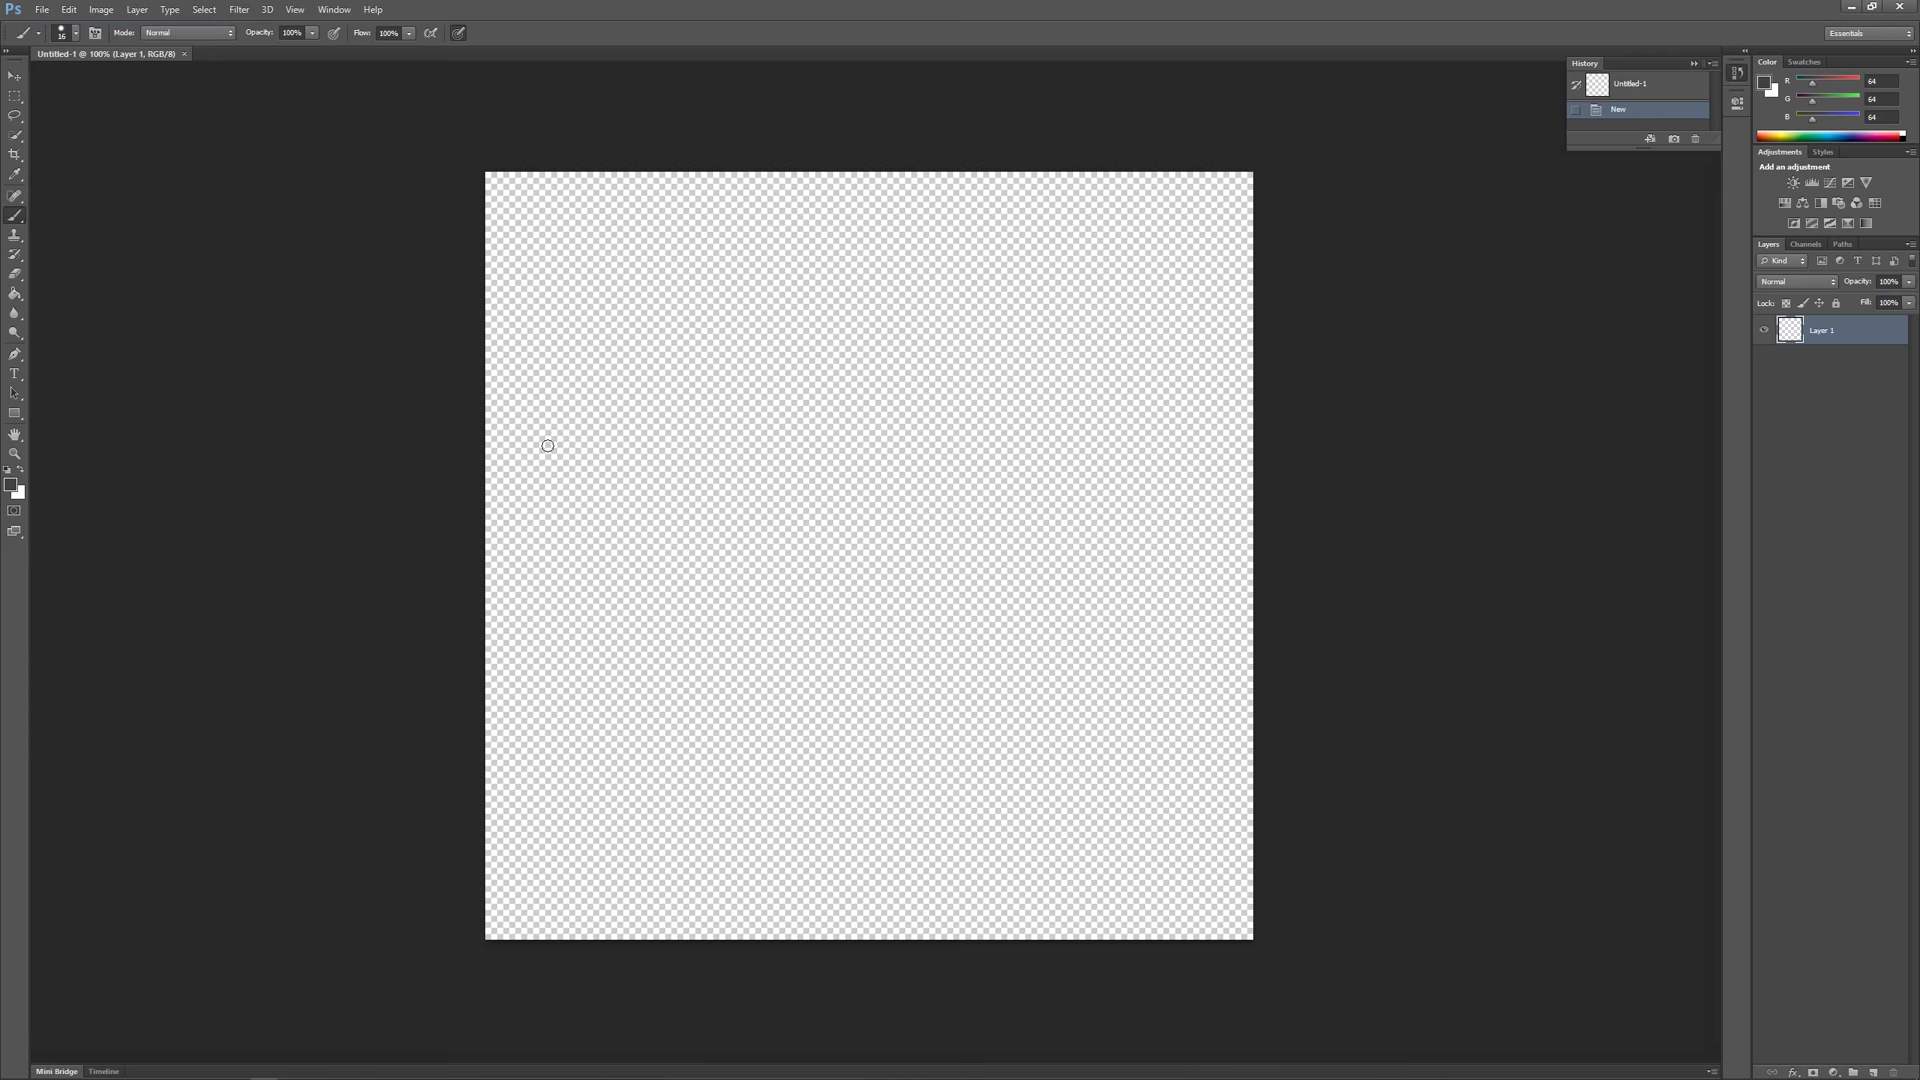 Ps File Edit Image Layer Type Select Filter 3D View Window Help
16 Mode: Normal Opacity: 100% Flow: 100% Essentials
Untitled-1 @ 100% (Layer 1, RGB/8) ×
History
Untitled-1
New
Color Swatches
R 64
G 64
B 64
Adjustments Styles
Add an adjustment
Layers Channels Paths
Kind
Normal Opacity: 100%
Lock: Fill: 100%
Layer 1
Mini Bridge Timeline